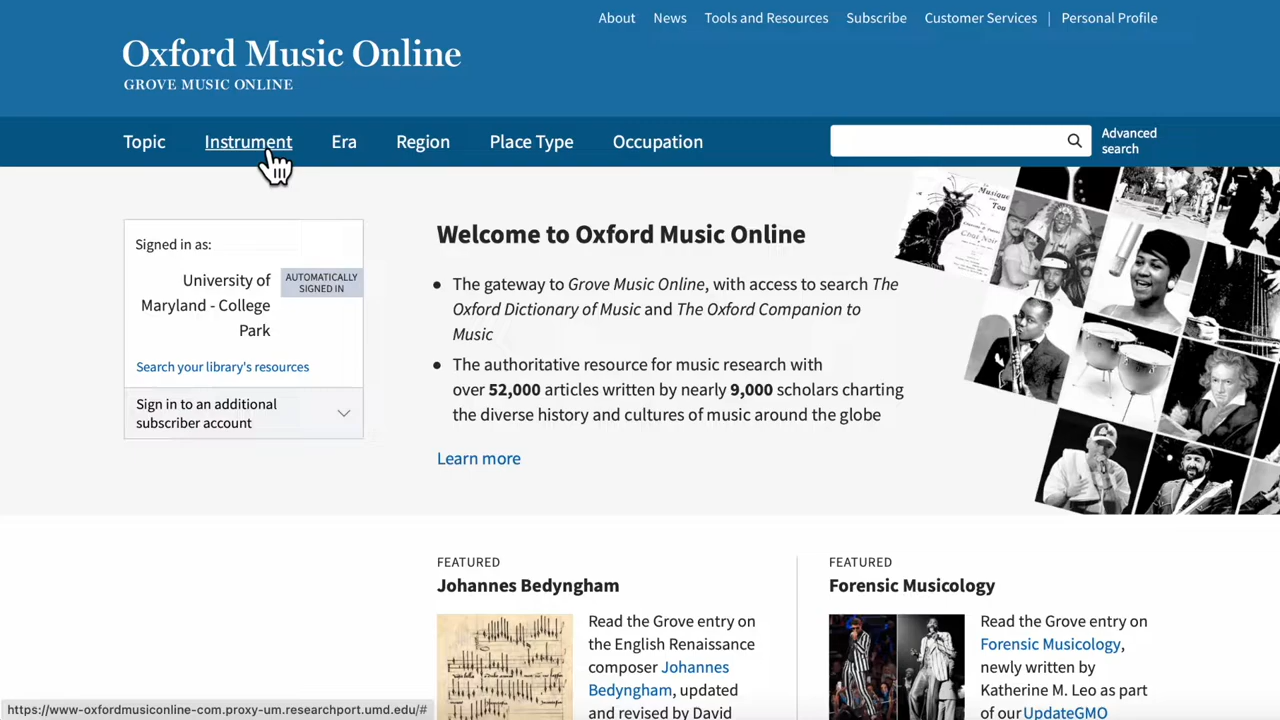 About News Tools and Resources Subscribe Customer Services | Personal Profile
Oxford Music Online
GROVE MUSIC ONLINE
Topic Instrument Era Region Place Type Occupation
Advanced
search
Signed in as:
University of
Maryland - College
Park
AUTOMATICALLY
SIGNED IN
Search your library's resources
Sign in to an additional
subscriber account
Welcome to Oxford Music Online
• The gateway to Grove Music Online, with access to search The
Oxford Dictionary of Music and The Oxford Companion to
Music
• The authoritative resource for music research with
over 52,000 articles written by nearly 9,000 scholars charting
the diverse history and cultures of music around the globe
Learn more
Musique
Tou
FEATURED
Johannes Bedyngham
Read the Grove entry on
the English Renaissance
composer Johannes
Bedyngham, updated
and revised by David
FEATURED
Forensic Musicology
Read the Grove entry on
Forensic Musicology,
newly written by
Katherine M. Leo as part
of our UpdateGMO
https://www-oxfordmusiconline-com.proxy-um.researchport.umd.edu/#